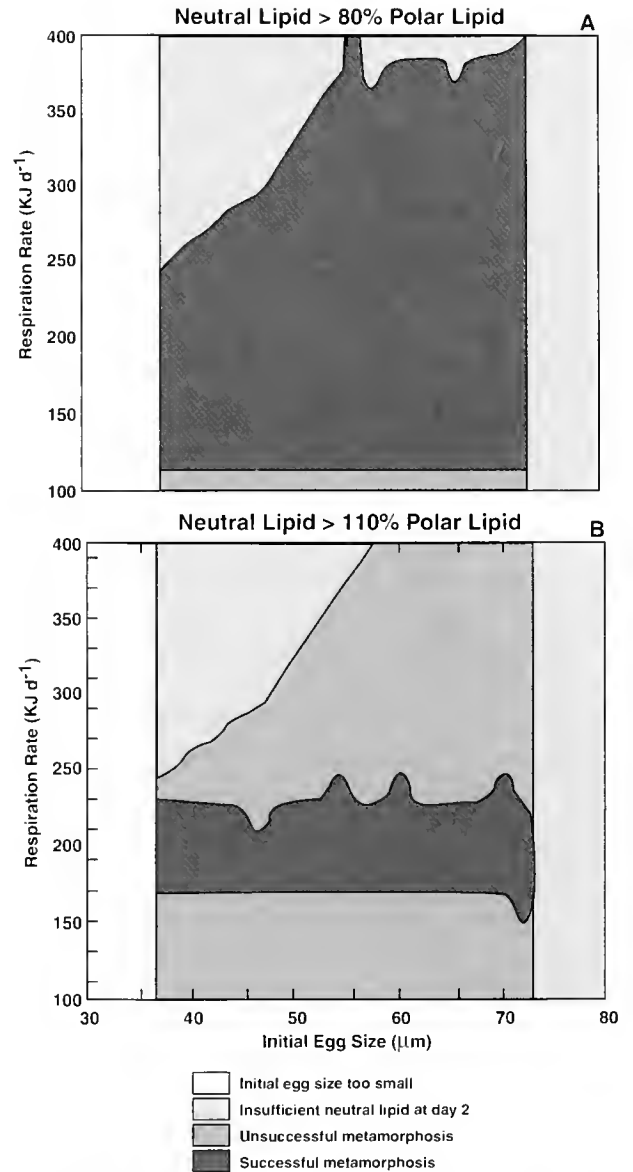 Neutral Lipid > 80% Polar Lipid
A
400
350
300
250
200
150
100
Respiration Rate (KJ d⁻¹)
Neutral Lipid > 110% Polar Lipid
B
400
350
300
250
200
150
100
Respiration Rate (KJ d⁻¹)
30 40 50 60 70 80
Initial Egg Size (μm)
Initial egg size too small
Insufficient neutral lipid at day 2
Unsuccessful metamorphosis
Successful metamorphosis